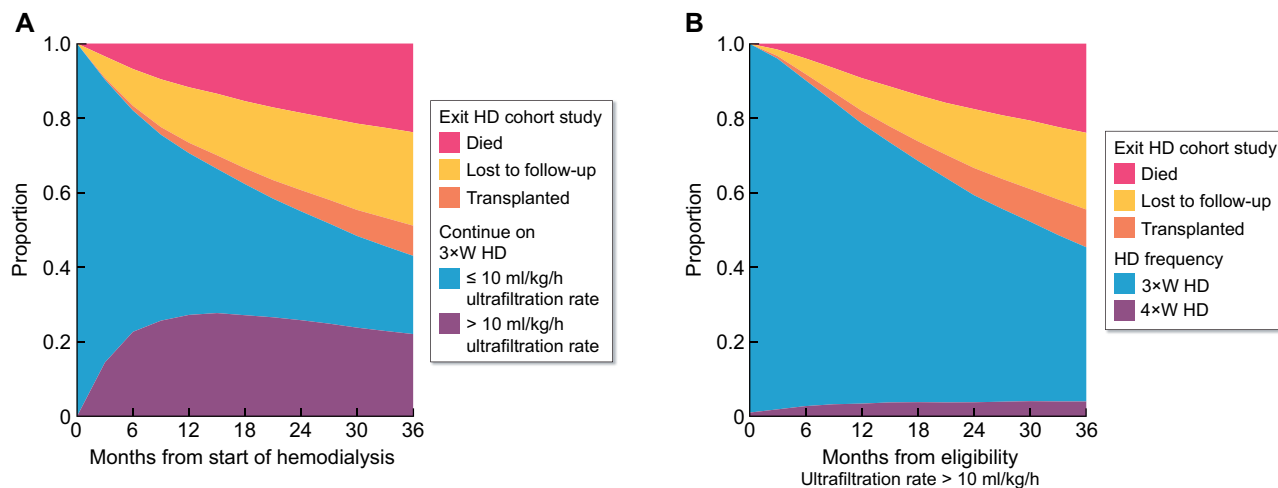 A
Proportion
1.0
0.8
0.6
0.4
0.2
0
0 6 12 18 24 30 36
Months from start of hemodialysis
Exit HD cohort study
Died
Lost to follow-up
Transplanted
Continue on
3×W HD
≤ 10 ml/kg/h
ultrafiltration rate
> 10 ml/kg/h
ultrafiltration rate
B
Proportion
1.0
0.8
0.6
0.4
0.2
0
0 6 12 18 24 30 36
Months from eligibility
Ultrafiltration rate > 10 ml/kg/h
Exit HD cohort study
Died
Lost to follow-up
Transplanted
HD frequency
3×W HD
4×W HD